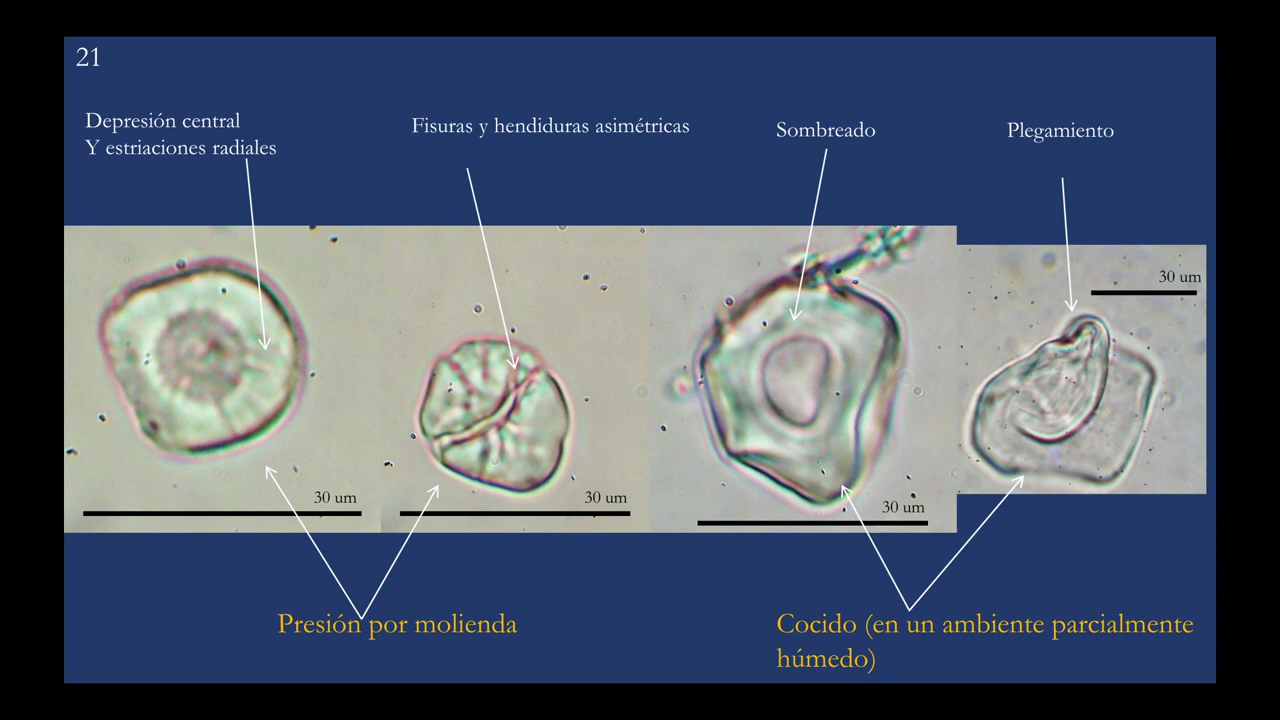 21
Depresión central
Y estriaciones radiales
Fisuras y hendiduras asimétricas
Sombreado
Plegamiento
30 um
30 um
30 um
30 um
Presión por molienda
Cocido (en un ambiente parcialmente
húmedo)